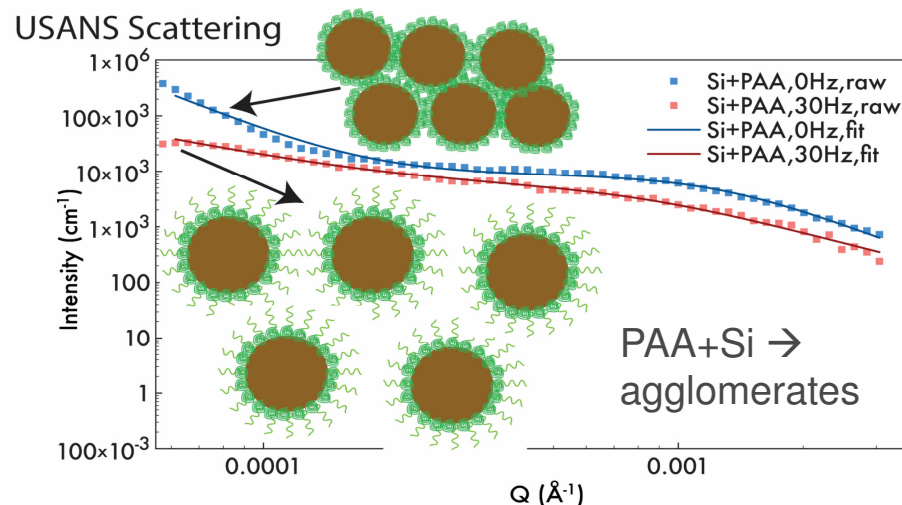 USANS Scattering
1×10⁶
100×10³
10×10³
1×10³
100
10
1
100×10⁻³
Intensity (cm⁻¹)
Si+PAA,0Hz,raw
Si+PAA,30Hz,raw
Si+PAA,0Hz,fit
Si+PAA,30Hz,fit
PAA+Si →
agglomerates
0.0001
0.001
Q (Å⁻¹)